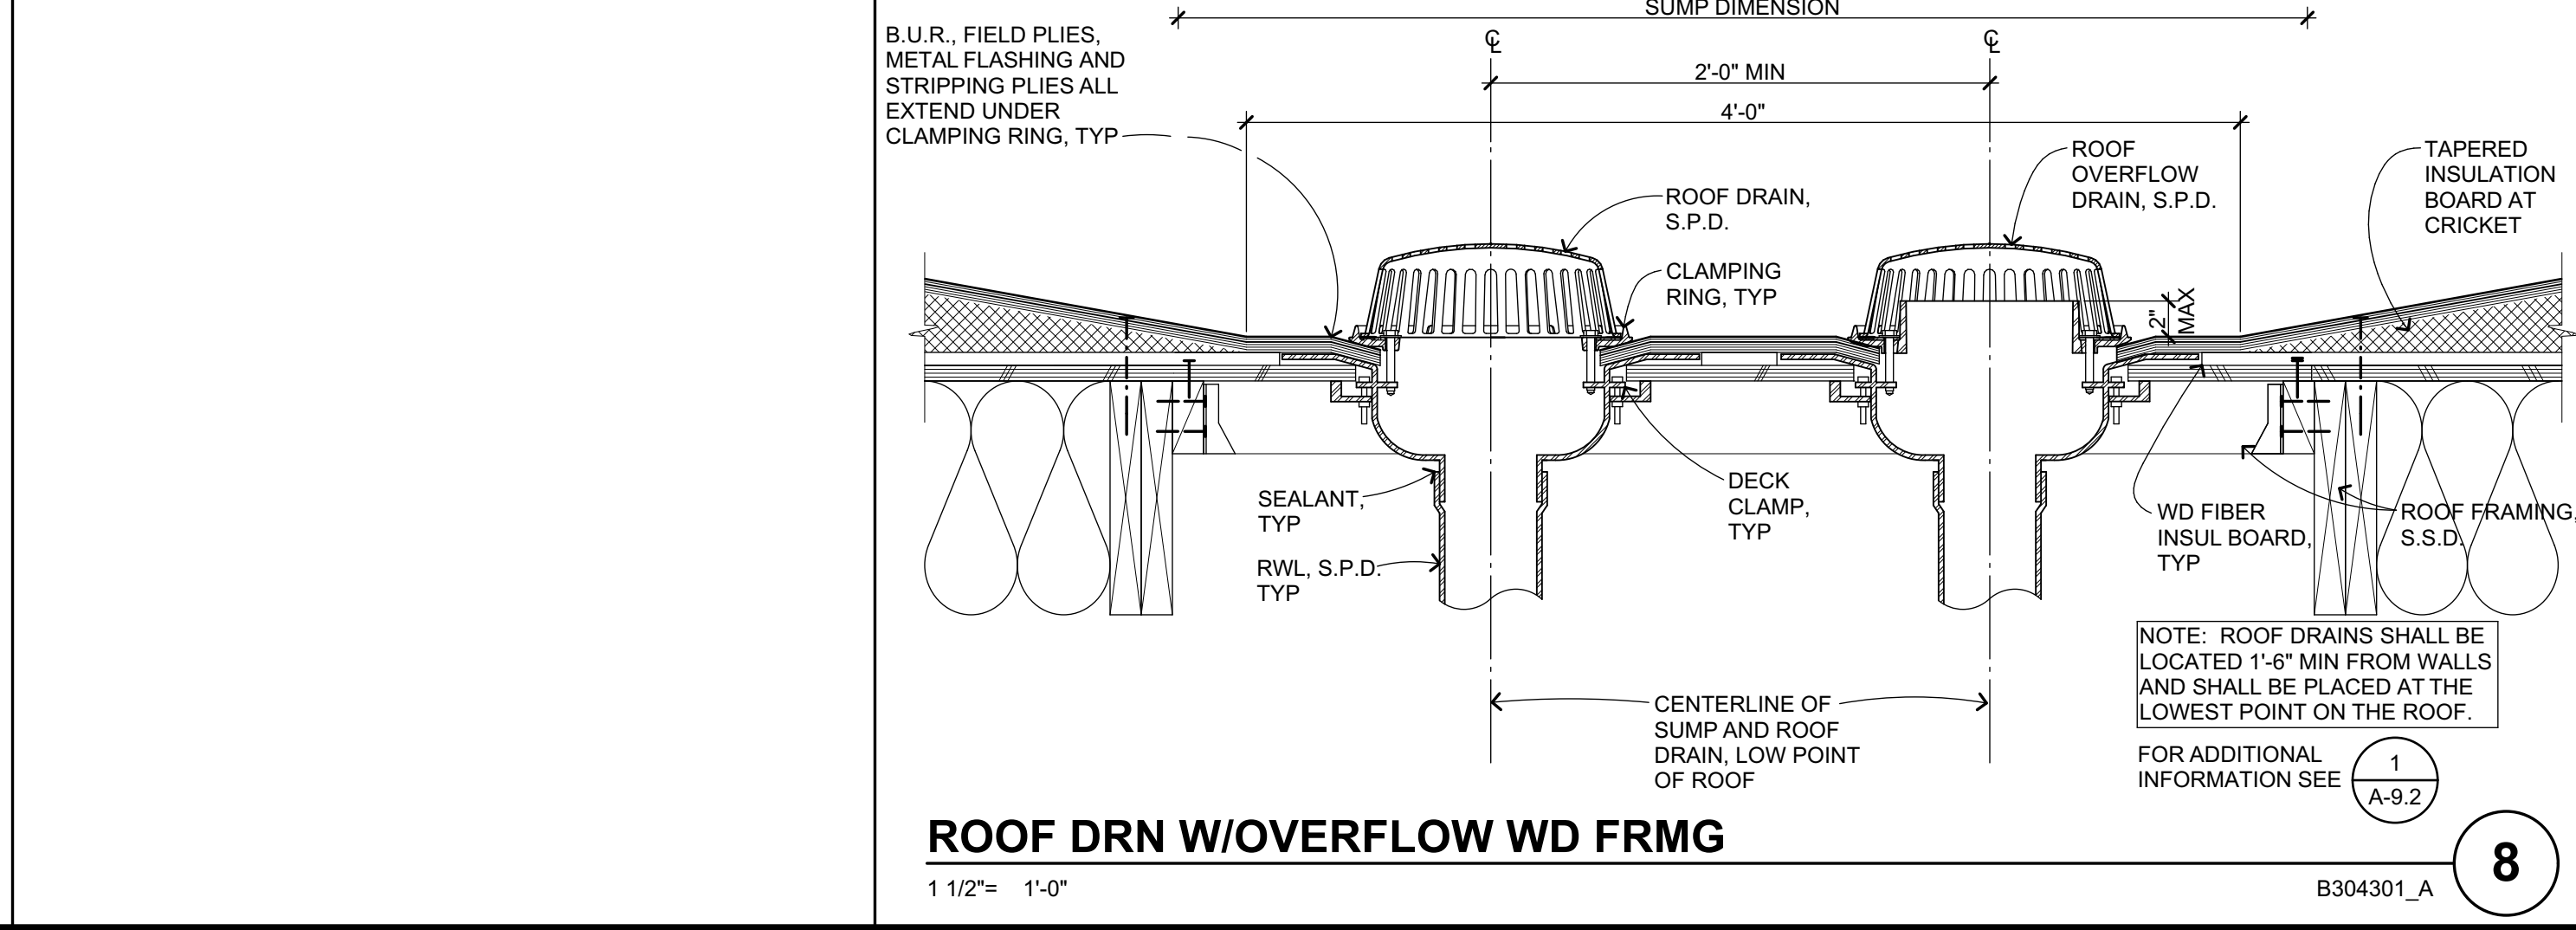 SUMP DIMENSION
B.U.R., FIELD PLIES,
METAL FLASHING AND
STRIPPING PLIES ALL
EXTEND UNDER
CLAMPING RING, TYP
℄
℄
2'-0" MIN
4'-0"
ROOF DRAIN,
S.P.D.
CLAMPING
RING, TYP
ROOF
OVERFLOW
DRAIN, S.P.D.
TAPERED
INSULATION
BOARD AT
CRICKET
2"
MAX
SEALANT,
TYP
RWL, S.P.D.
TYP
DECK
CLAMP,
TYP
WD FIBER
INSUL BOARD,
TYP
ROOF FRAMING,
S.S.D.
NOTE: ROOF DRAINS SHALL BE
LOCATED 1'-6" MIN FROM WALLS
AND SHALL BE PLACED AT THE
LOWEST POINT ON THE ROOF.
CENTERLINE OF
SUMP AND ROOF
DRAIN, LOW POINT
OF ROOF
FOR ADDITIONAL
INFORMATION SEE
1
A-9.2
ROOF DRN W/OVERFLOW WD FRMG
8
1 1/2"= 1'-0"
B304301_A